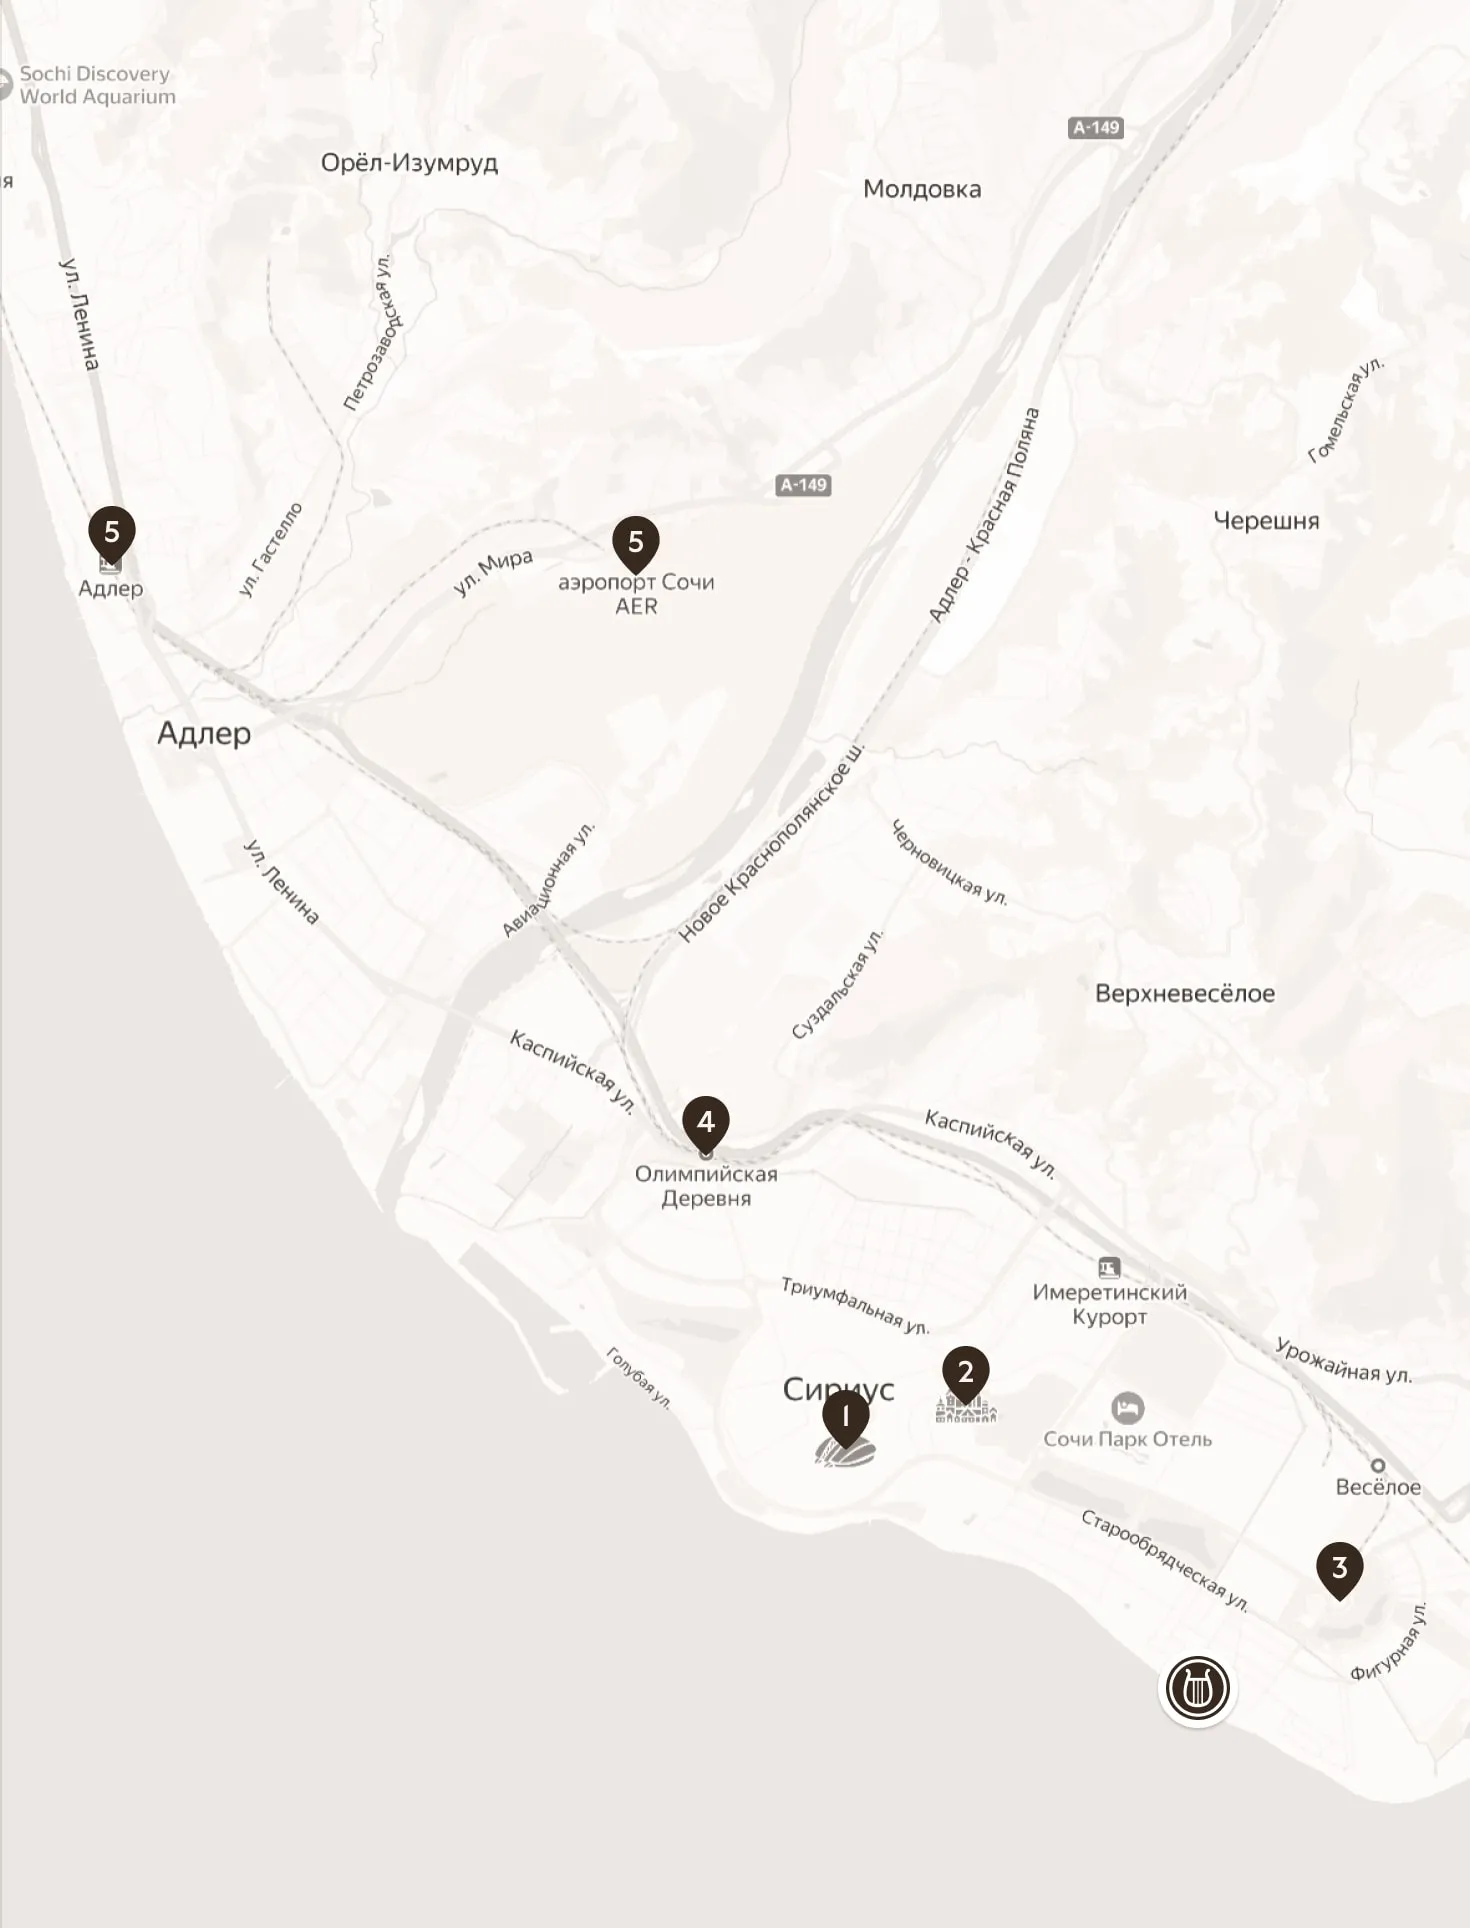 Sochi Discovery
World Aquarium
A-149
Орёл-Изумруд
Молдовка
я
ул. Ленина
Петрозаводская ул.
Гомельская ул.
A-149
Адлер - Красная Поляна
5
Адлер
ул. Гастелло
ул. Мира
5
аэропорт Сочи
AER
Черешня
Адлер
Новое Краснополянское ш.
ул. Ленина
Авиационная ул.
Черновицкая ул.
Суздальская ул.
Верхневесёлое
Каспийская ул.
4
Олимпийская
Деревня
Каспийская ул.
Имеретинский
Курорт
Триумфальная ул.
Голубая ул.
Урожайная ул.
Сириус
1
2
Сочи Парк Отель
Весёлое
Старообрядческая ул.
3
Фигурная ул.